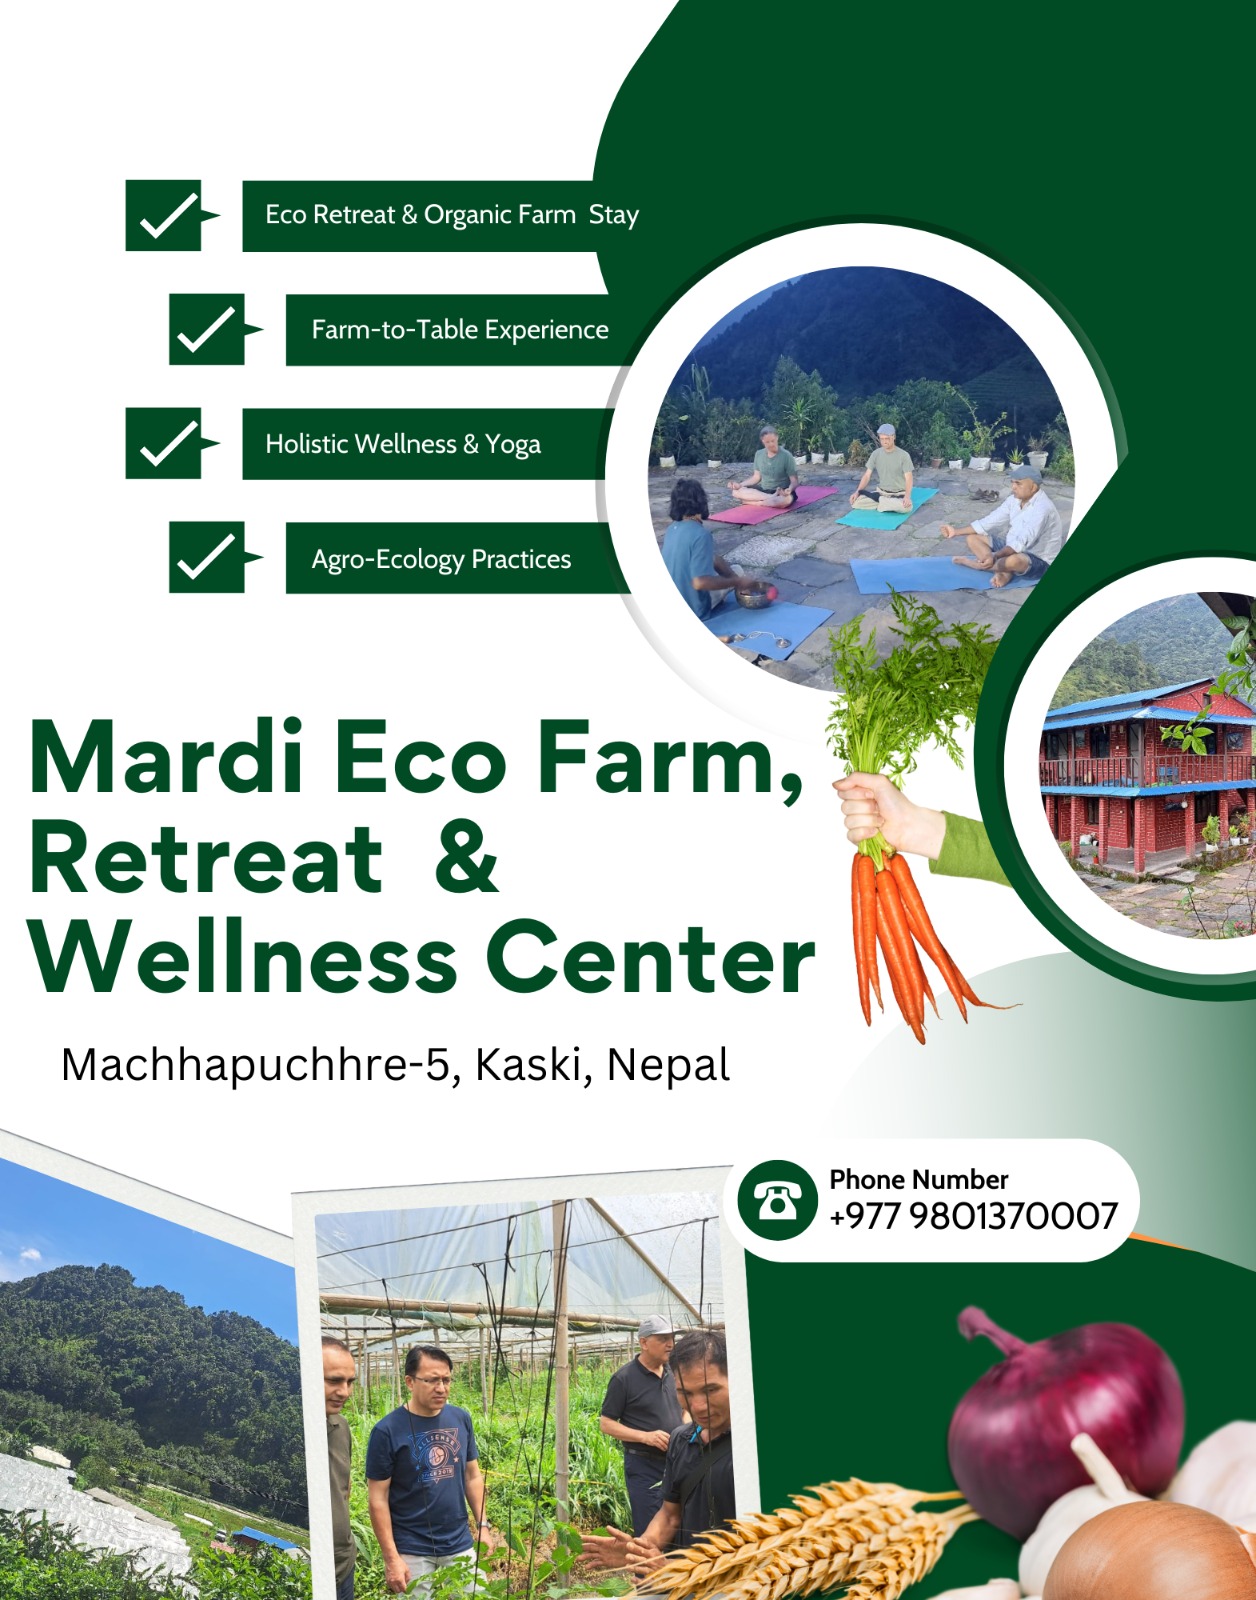 Eco Retreat & Organic Farm Stay
Farm-to-Table Experience
Holistic Wellness & Yoga
Agro-Ecology Practices
Mardi Eco Farm,
Retreat &
Wellness Center
Machhapuchhre-5, Kaski, Nepal
Phone Number
+977 9801370007